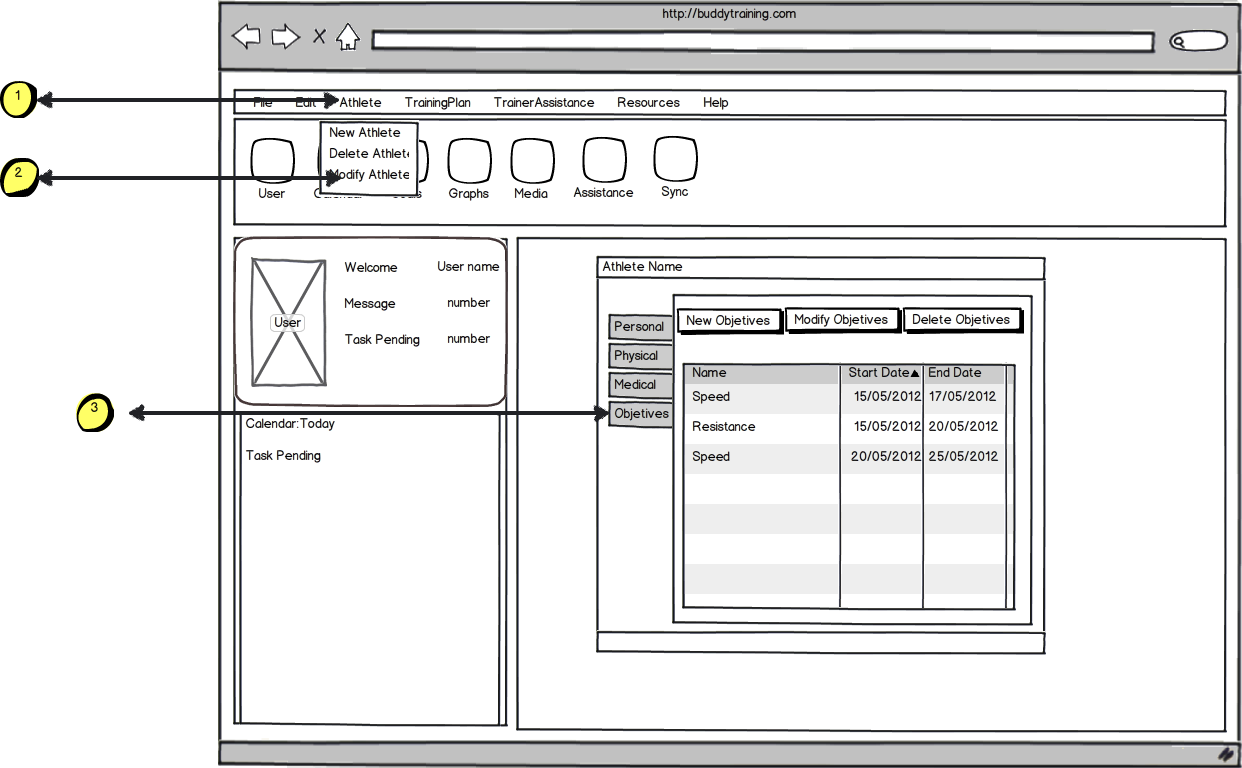 http://buddytraining.com
1
File Edit Athlete TrainingPlan TrainerAssistance Resources Help
New Athlete
Delete Athlete
2
Modify Athlete
User Calendar Graphs Media Assistance Sync
Athlete Name
Welcome User name
Message number
User
Task Pending number
Personal
Physical
Medical
Objetives
New Objetives Modify Objetives Delete Objetives
Name Start Date▲ End Date
Speed 15/05/2012 17/05/2012
Resistance 15/05/2012 20/05/2012
Speed 20/05/2012 25/05/2012
3
Calendar:Today
Task Pending